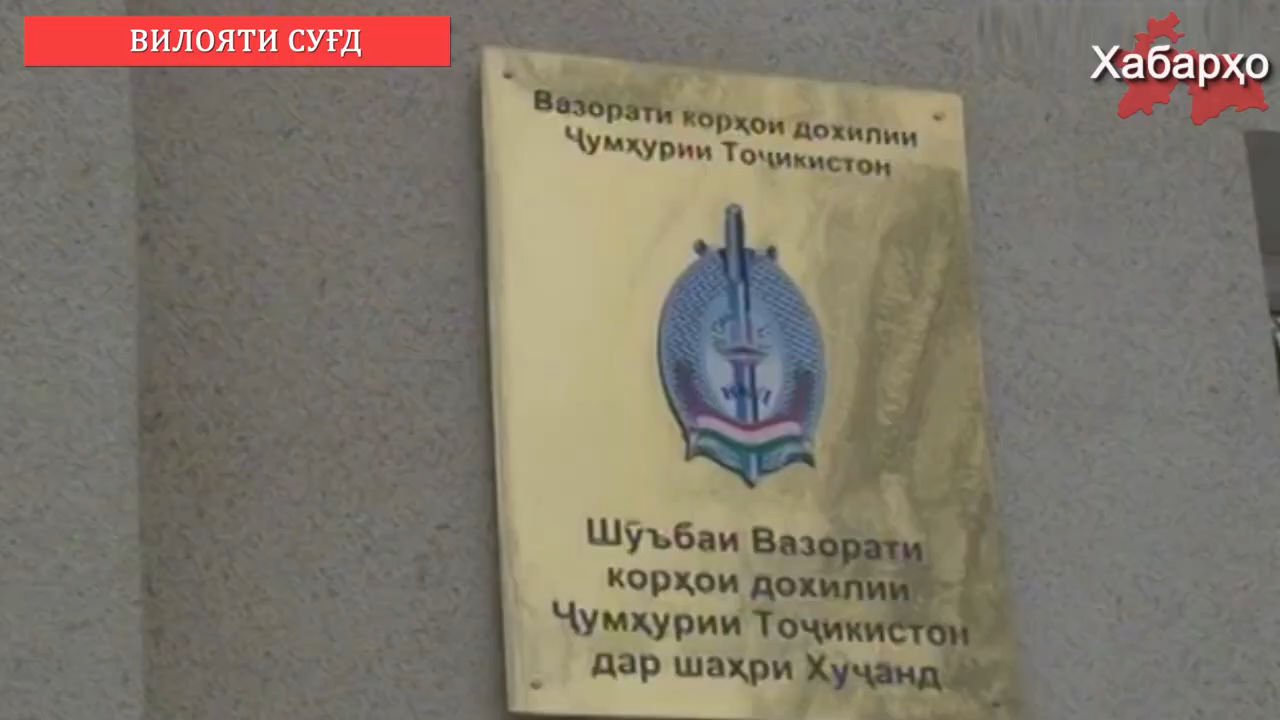 ВИЛОЯТИ СУҒД
Хабарҳо
Вазорати корҳои дохилии
Ҷумҳурии Тоҷикистон
Шӯъбаи Вазорати
корҳои дохилии
Ҷумҳурии Тоҷикистон
дар шаҳри Хуҷанд